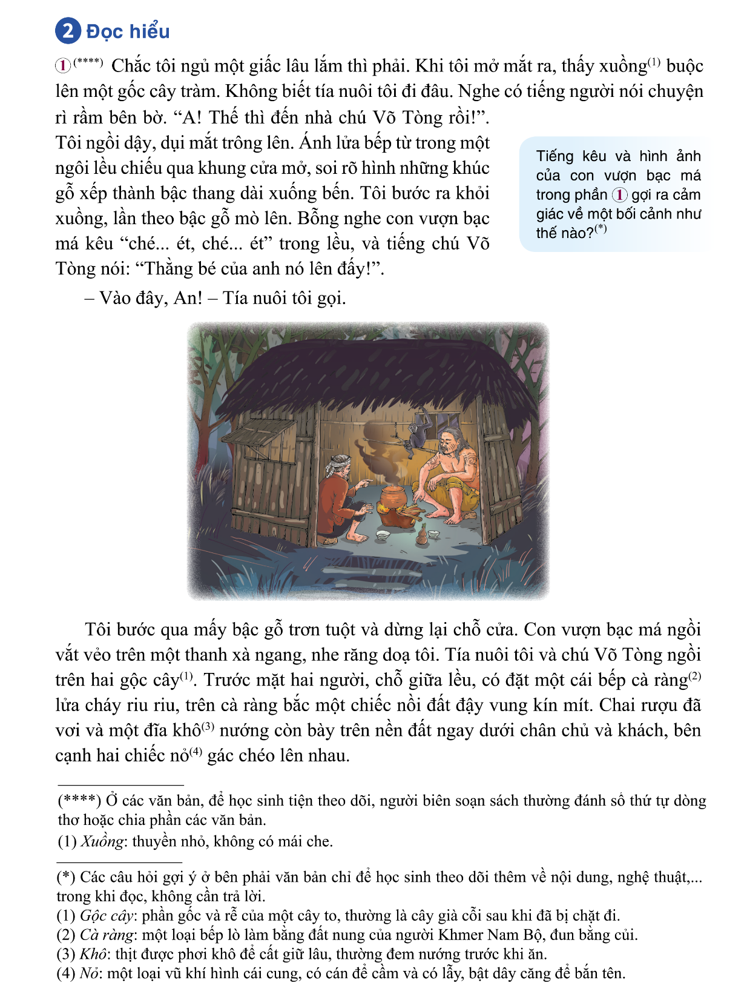 2 Đọc hiểu
1 (****) Chắc tôi ngủ một giấc lâu lắm thì phải. Khi tôi mở mắt ra, thấy xuồng(1) buộc
lên một gốc cây tràm. Không biết tía nuôi tôi đi đâu. Nghe có tiếng người nói chuyện
rì rầm bên bờ. “A! Thế thì đến nhà chú Võ Tòng rồi!”.
Tôi ngồi dậy, dụi mắt trông lên. Ánh lửa bếp từ trong một
ngôi lều chiếu qua khung cửa mở, soi rõ hình những khúc
gỗ xếp thành bậc thang dài xuống bến. Tôi bước ra khỏi
xuồng, lần theo bậc gỗ mò lên. Bỗng nghe con vượn bạc
má kêu “ché... ét, ché... ét” trong lều, và tiếng chú Võ
Tòng nói: “Thằng bé của anh nó lên đấy!”.
Tiếng kêu và hình ảnh
của con vượn bạc má
trong phần 1 gợi ra cảm
giác về một bối cảnh như
thế nào?(*)
– Vào đây, An! – Tía nuôi tôi gọi.
Tôi bước qua mấy bậc gỗ trơn tuột và dừng lại chỗ cửa. Con vượn bạc má ngồi
vắt vẻo trên một thanh xà ngang, nhe răng doạ tôi. Tía nuôi tôi và chú Võ Tòng ngồi
trên hai gộc cây(1). Trước mặt hai người, chỗ giữa lều, có đặt một cái bếp cà ràng(2)
lửa cháy riu riu, trên cà ràng bắc một chiếc nồi đất đậy vung kín mít. Chai rượu đã
vơi và một đĩa khô(3) nướng còn bày trên nền đất ngay dưới chân chủ và khách, bên
cạnh hai chiếc nỏ(4) gác chéo lên nhau.
(****) Ở các văn bản, để học sinh tiện theo dõi, người biên soạn sách thường đánh số thứ tự dòng
thơ hoặc chia phần các văn bản.
(1) Xuồng: thuyền nhỏ, không có mái che.
(*) Các câu hỏi gợi ý ở bên phải văn bản chỉ để học sinh theo dõi thêm về nội dung, nghệ thuật,...
trong khi đọc, không cần trả lời.
(1) Gộc cây: phần gốc và rễ của một cây to, thường là cây già cỗi sau khi đã bị chặt đi.
(2) Cà ràng: một loại bếp lò làm bằng đất nung của người Khmer Nam Bộ, đun bằng củi.
(3) Khô: thịt được phơi khô để cất giữ lâu, thường đem nướng trước khi ăn.
(4) Nỏ: một loại vũ khí hình cái cung, có cán để cầm và có lẫy, bật dây căng để bắn tên.